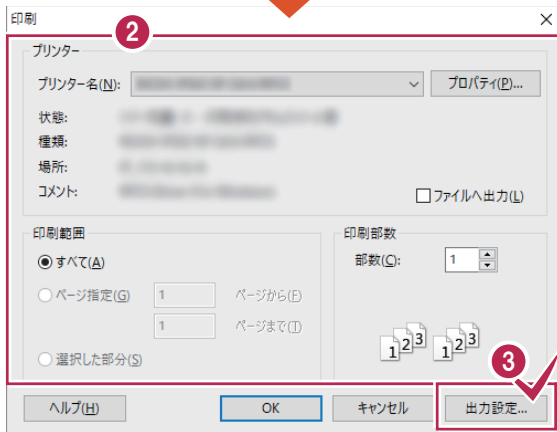 印刷
2
プリンター
プリンター名(N):
プロパティ(P)...
状態:
種類:
場所:
コメント:
ファイルへ出力(L)
印刷範囲
すべて(A)
ページ指定(G) 1 ページから(F)
1 ページまで(T)
選択した部分(S)
印刷部数
部数(C): 1
1 2 3 1 2 3
3
ヘルプ(H) OK キャンセル 出力設定...